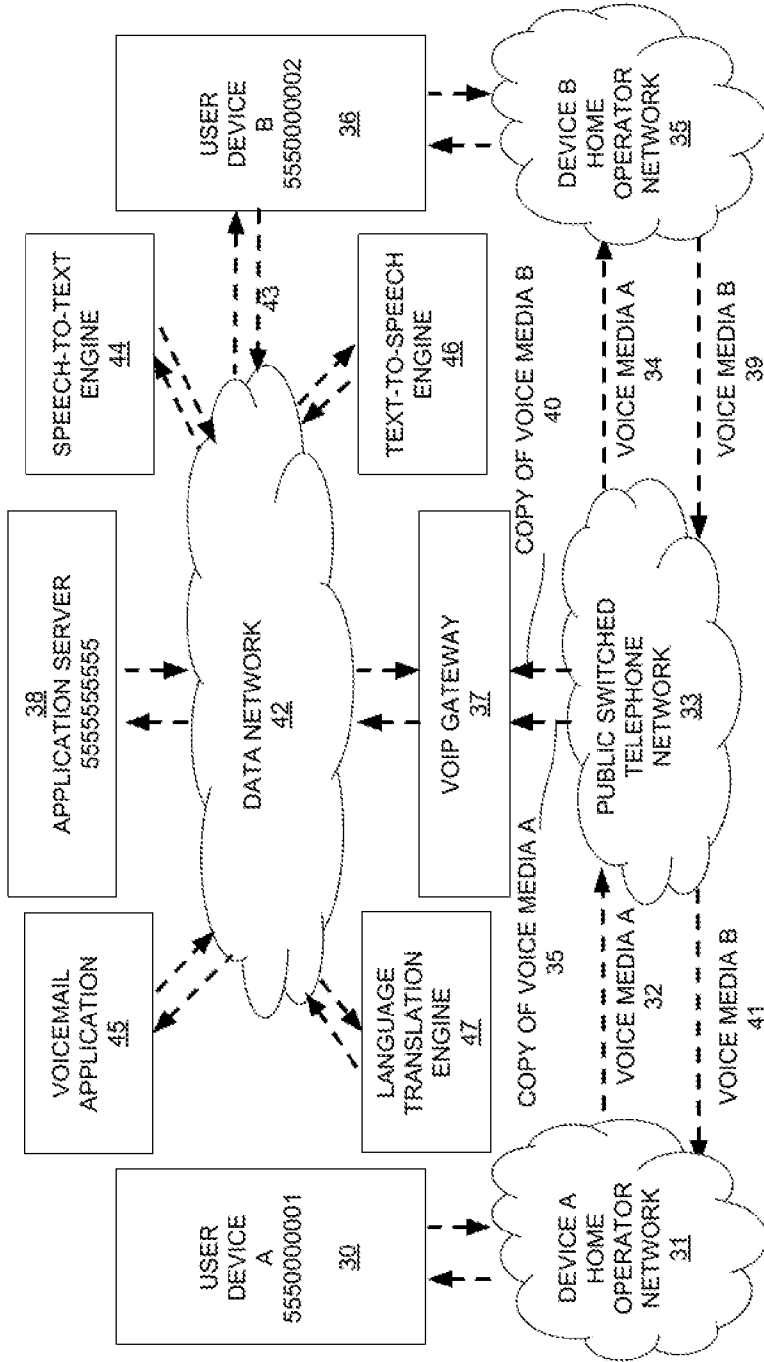 VOICEMAIL
APPLICATION
45
38
APPLICATION SERVER
5555555555
SPEECH-TO-TEXT
ENGINE
44
USER
DEVICE
A
5550000001
30
DATA NETWORK
42
43
USER
DEVICE
B
5550000002
36
LANGUAGE
TRANSLATION
ENGINE
47
VOIP GATEWAY
37
TEXT-TO-SPEECH
ENGINE
46
COPY OF VOICE MEDIA A
35
COPY OF VOICE MEDIA B
40
DEVICE A
HOME
OPERATOR
NETWORK
31
VOICE MEDIA A
32
PUBLIC SWITCHED
TELEPHONE
NETWORK
33
VOICE MEDIA A
34
DEVICE B
HOME
OPERATOR
NETWORK
35
VOICE MEDIA B
41
VOICE MEDIA B
39